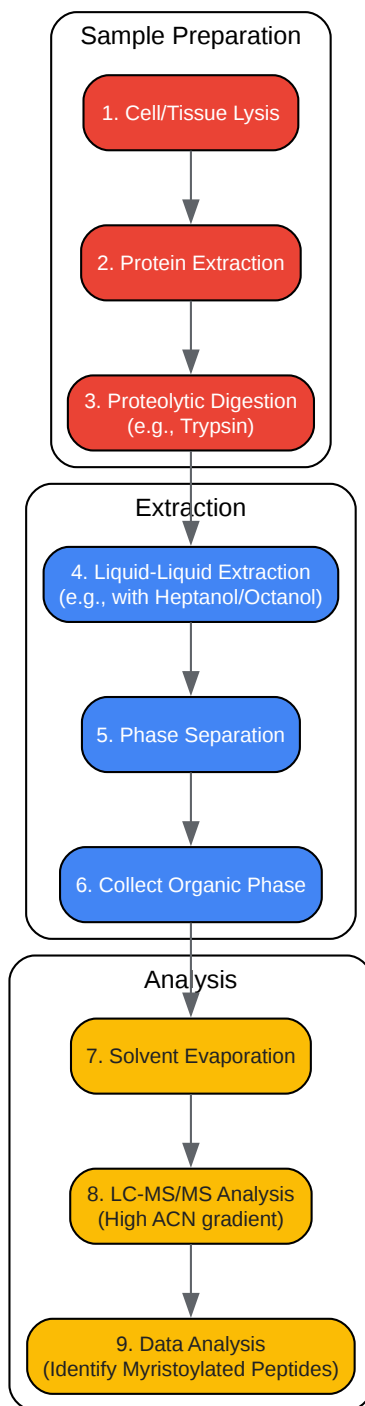 Sample Preparation
1. Cell/Tissue Lysis
2. Protein Extraction
3. Proteolytic Digestion
(e.g., Trypsin)
Extraction
4. Liquid-Liquid Extraction
(e.g., with Heptanol/Octanol)
5. Phase Separation
6. Collect Organic Phase
Analysis
7. Solvent Evaporation
8. LC-MS/MS Analysis
(High ACN gradient)
9. Data Analysis
(Identify Myristoylated Peptides)